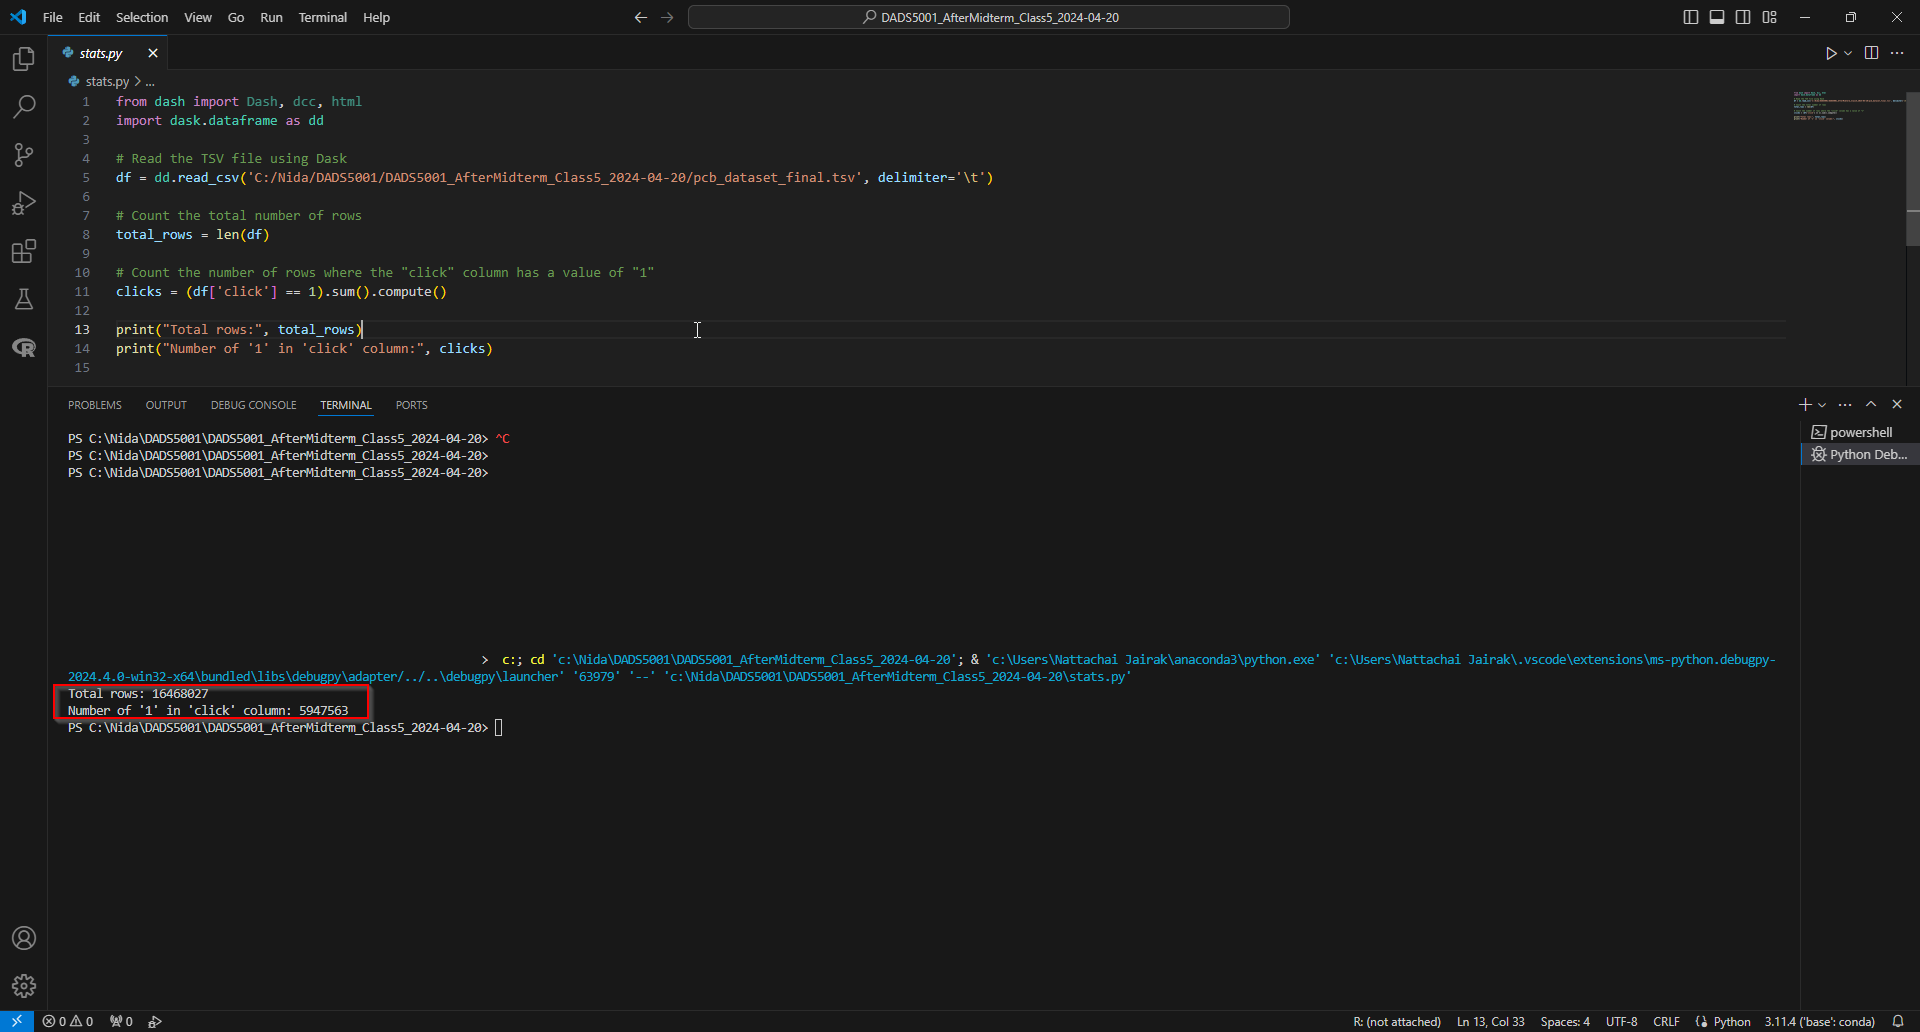 File Edit Selection View Go Run Terminal Help
DADS5001_AfterMidterm_Class5_2024-04-20
stats.py
stats.py > ...
1 from dash import Dash, dcc, html
2 import dask.dataframe as dd
3
4 # Read the TSV file using Dask
5 df = dd.read_csv('C:/Nida/DADS5001/DADS5001_AfterMidterm_Class5_2024-04-20/pcb_dataset_final.tsv', delimiter='\t')
6
7 # Count the total number of rows
8 total_rows = len(df)
9
10 # Count the number of rows where the "click" column has a value of "1"
11 clicks = (df['click'] == 1).sum().compute()
12
13 print("Total rows:", total_rows)
14 print("Number of '1' in 'click' column:", clicks)
15
PROBLEMS OUTPUT DEBUG CONSOLE TERMINAL PORTS
PS C:\Nida\DADS5001\DADS5001_AfterMidterm_Class5_2024-04-20> ^C
PS C:\Nida\DADS5001\DADS5001_AfterMidterm_Class5_2024-04-20>
PS C:\Nida\DADS5001\DADS5001_AfterMidterm_Class5_2024-04-20>
powershell
Python Deb...
> c:; cd 'c:\Nida\DADS5001\DADS5001_AfterMidterm_Class5_2024-04-20'; & 'c:\Users\Nattachai Jairak\anaconda3\python.exe' 'c:\Users\Nattachai Jairak\.vscode\extensions\ms-python.debugpy-
2024.4.0-win32-x64\bundled\libs\debugpy\adapter/../..\debugpy\launcher' '63979' '--' 'c:\Nida\DADS5001\DADS5001_AfterMidterm_Class5_2024-04-20\stats.py'
Total rows: 16468027
Number of '1' in 'click' column: 5947563
PS C:\Nida\DADS5001\DADS5001_AfterMidterm_Class5_2024-04-20>
0 0 0 R: (not attached) Ln 13, Col 33 Spaces: 4 UTF-8 CRLF Python 3.11.4 ('base': conda)